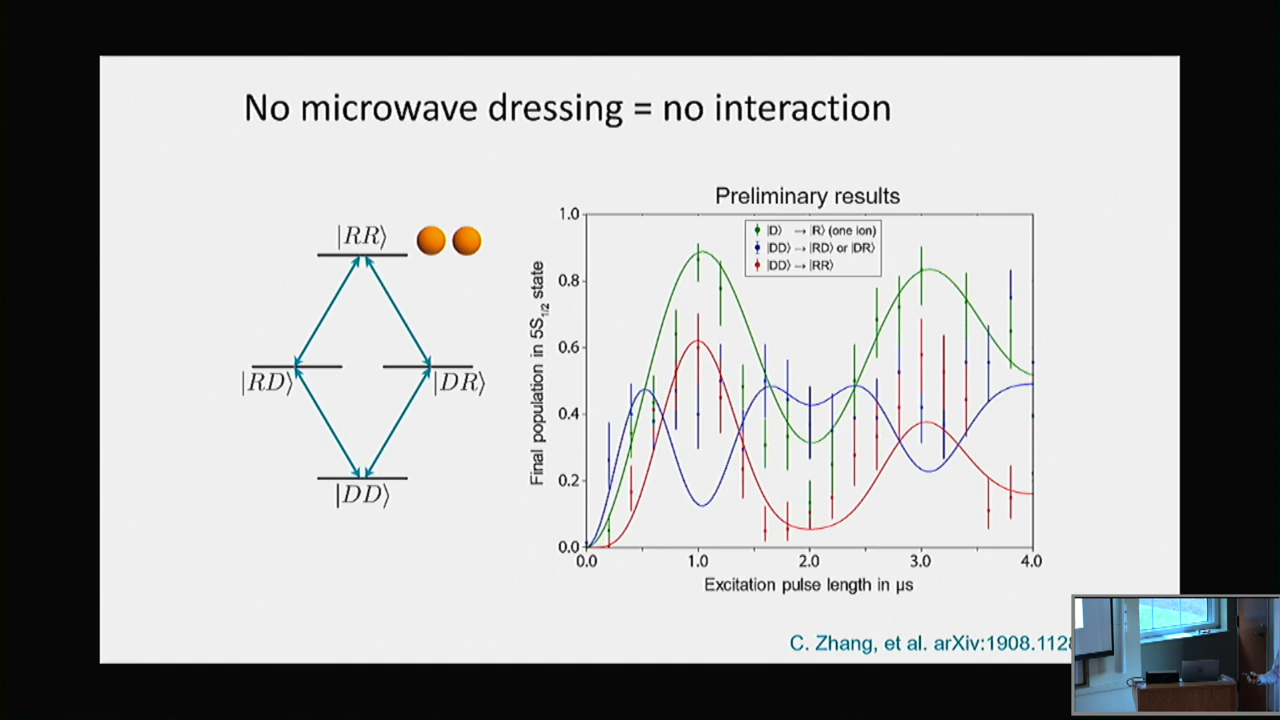 No microwave dressing = no interaction
|RR⟩
|RD⟩
|DR⟩
|DD⟩
Preliminary results
|D⟩ → |R⟩ (one ion)
|DD⟩ → |RD⟩ or |DR⟩
|DD⟩ → |RR⟩
Final population in 5S1/2 state
1.0
0.8
0.6
0.4
0.2
0.0
0.0 1.0 2.0 3.0 4.0
Excitation pulse length in µs
C. Zhang, et al. arXiv:1908.112